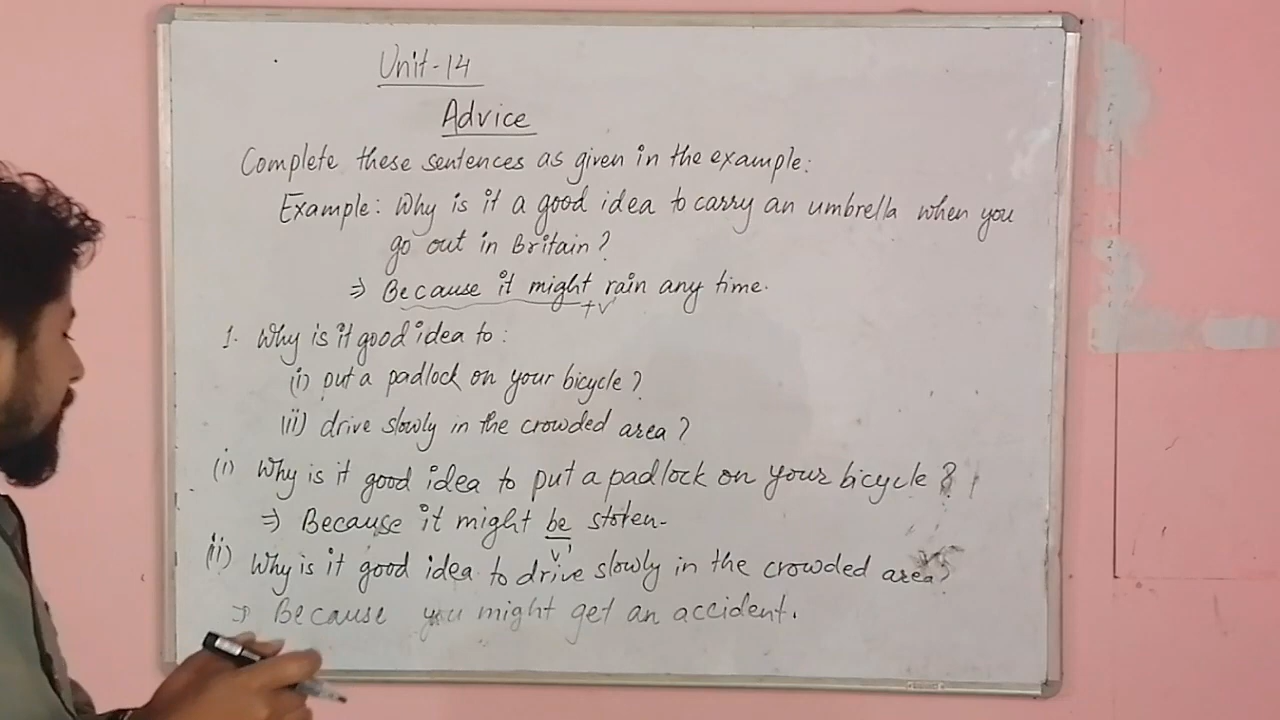 Unit-14
Advice
Complete these sentences as given in the example:
Example: Why is it a good idea to carry an umbrella when you
go out in Britain?
⇒ Because it might rain any time.
+V
1. Why is it good idea to:
(i) put a padlock on your bicycle?
(ii) drive slowly in the crowded area?
(i) Why is it good idea to put a padlock on your bicycle?
⇒ Because it might be stolen.
V'
(ii) Why is it good idea to drive slowly in the crowded area?
⇒ Because you might get an accident.